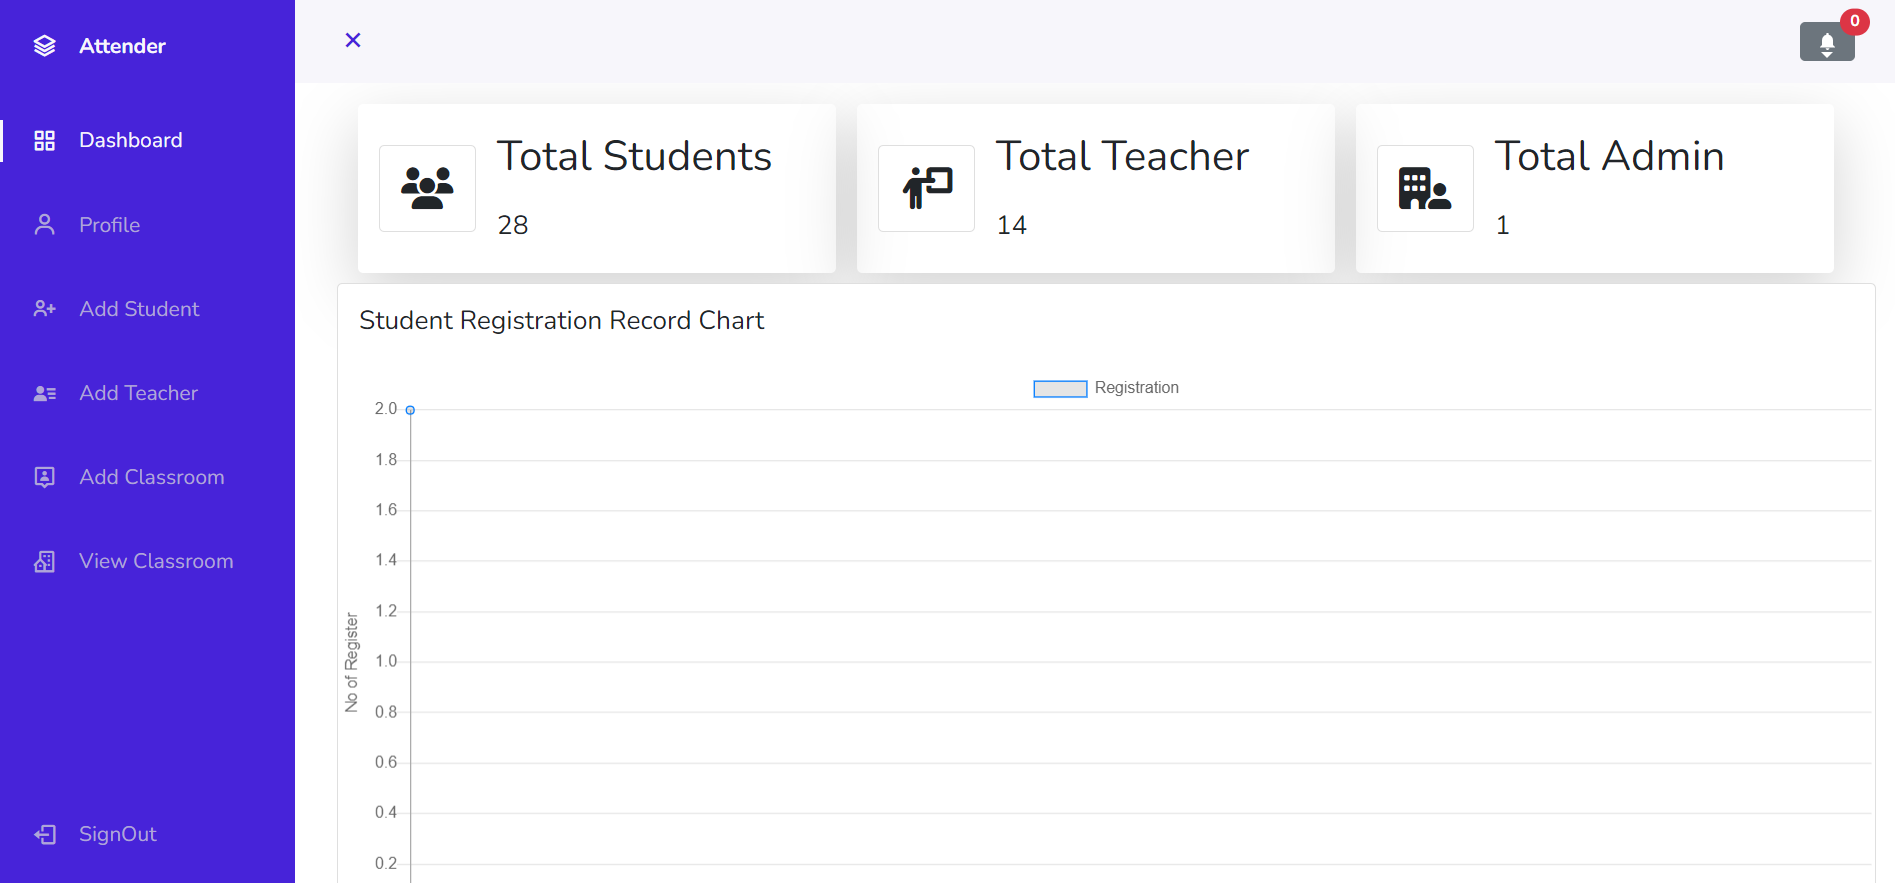 Attender
Dashboard
Profile
Add Student
Add Teacher
Add Classroom
View Classroom
SignOut
0
Total Students
28
Total Teacher
14
Total Admin
1
Student Registration Record Chart
Registration
2.0
1.8
1.6
1.4
1.2
1.0
0.8
0.6
0.4
0.2
No of Register